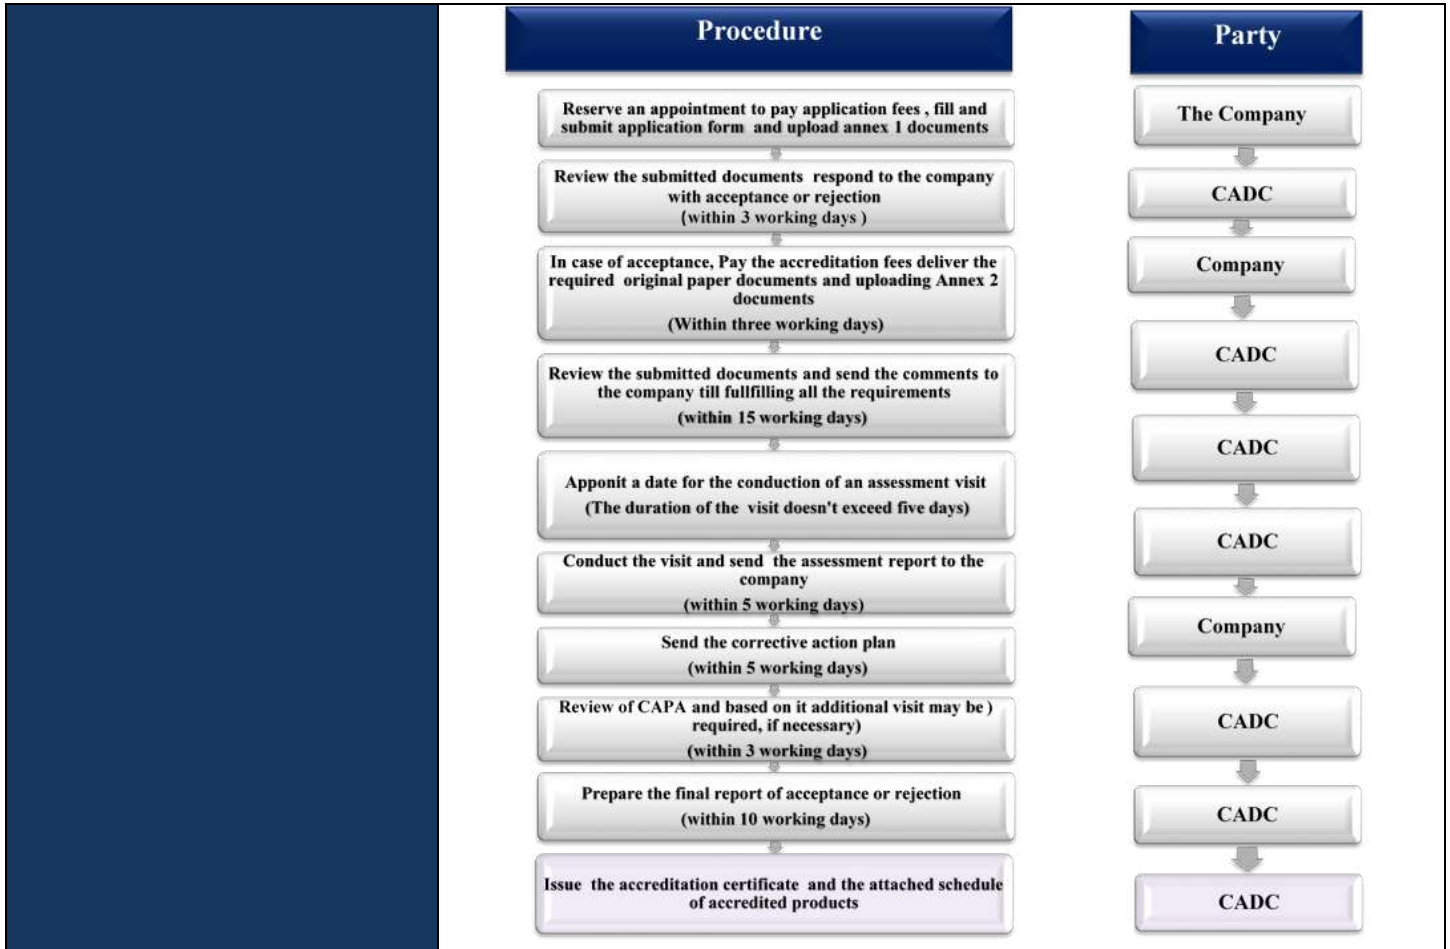 Procedure
Party
Reserve an appointment to pay application fees , fill and
submit application form and upload annex 1 documents
The Company
Review the submitted documents respond to the company
with acceptance or rejection
(within 3 working days )
CADC
In case of acceptance, Pay the accreditation fees deliver the
required original paper documents and uploading Annex 2
documents
(Within three working days)
Company
Review the submitted documents and send the comments to
the company till fullfilling all the requirements
(within 15 working days)
CADC
Apponit a date for the conduction of an assessment visit
(The duration of the visit doesn't exceed five days)
CADC
Conduct the visit and send the assessment report to the
company
(within 5 working days)
CADC
Send the corrective action plan
(within 5 working days)
Company
Review of CAPA and based on it additional visit may be )
required, if necessary)
(within 3 working days)
CADC
Prepare the final report of acceptance or rejection
(within 10 working days)
CADC
Issue the accreditation certificate and the attached schedule
of accredited products
CADC